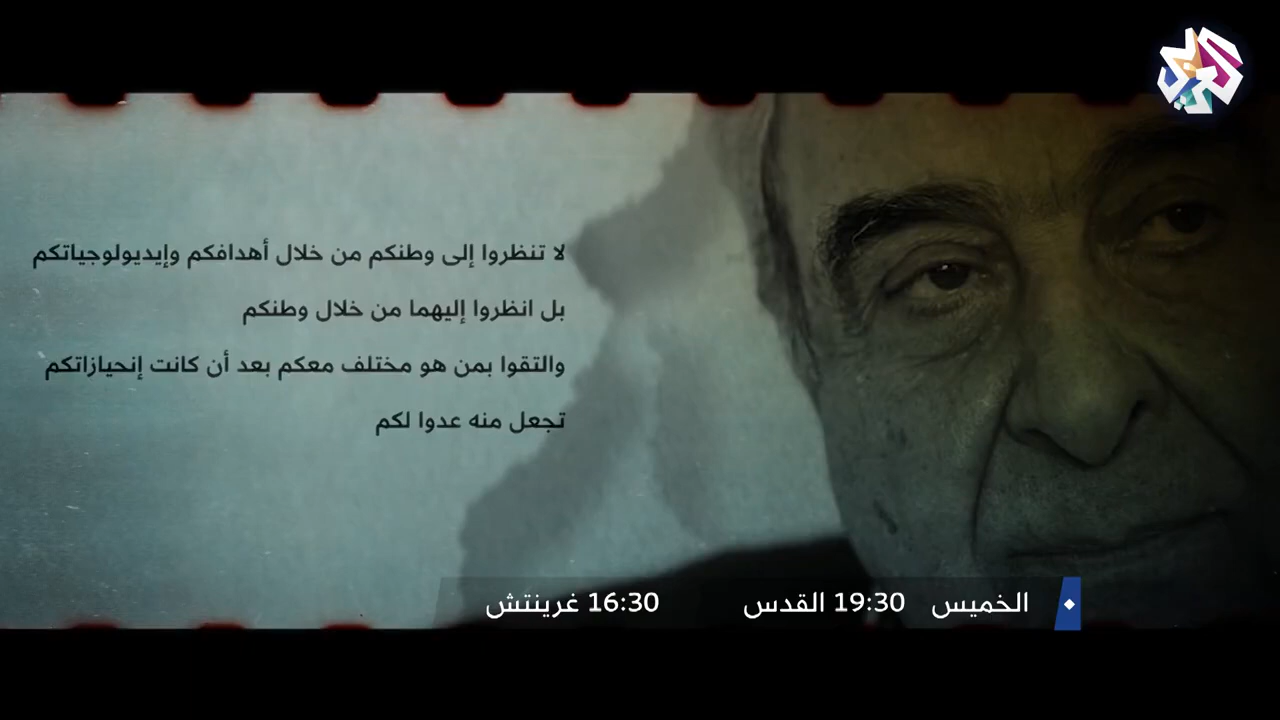 لا تنظروا إلى وطنكم من خلال أهدافكم وإيديولوجياتكم
بل انظروا إليهما من خلال وطنكم
والتقوا بمن هو مختلف معكم بعد أن كانت إنحيازاتكم
تجعل منه عدوا لكم
الخميس 19:30 القدس 16:30 غرينتش